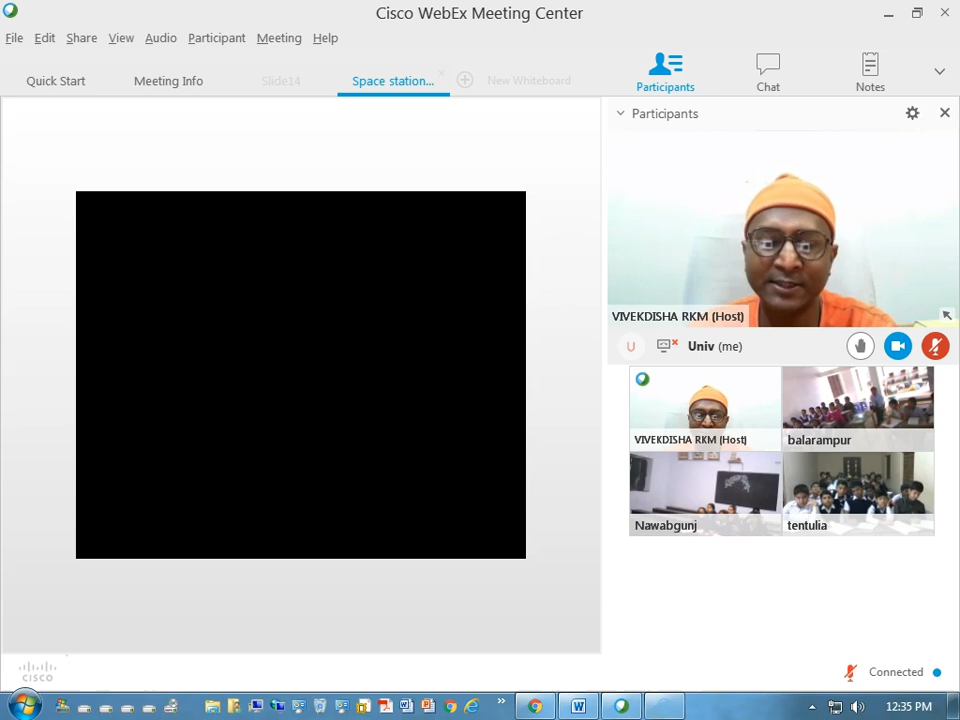 Cisco WebEx Meeting Center
File Edit Share View Audio Participant Meeting Help
Quick Start Meeting Info Slide14 Space station... New Whiteboard
Participants Chat Notes
Participants
VIVEKDISHA RKM (Host)
U Univ (me)
VIVEKDISHA RKM (Host) balarampur
Nawabgunj tentulia
CISCO
Connected
12:35 PM